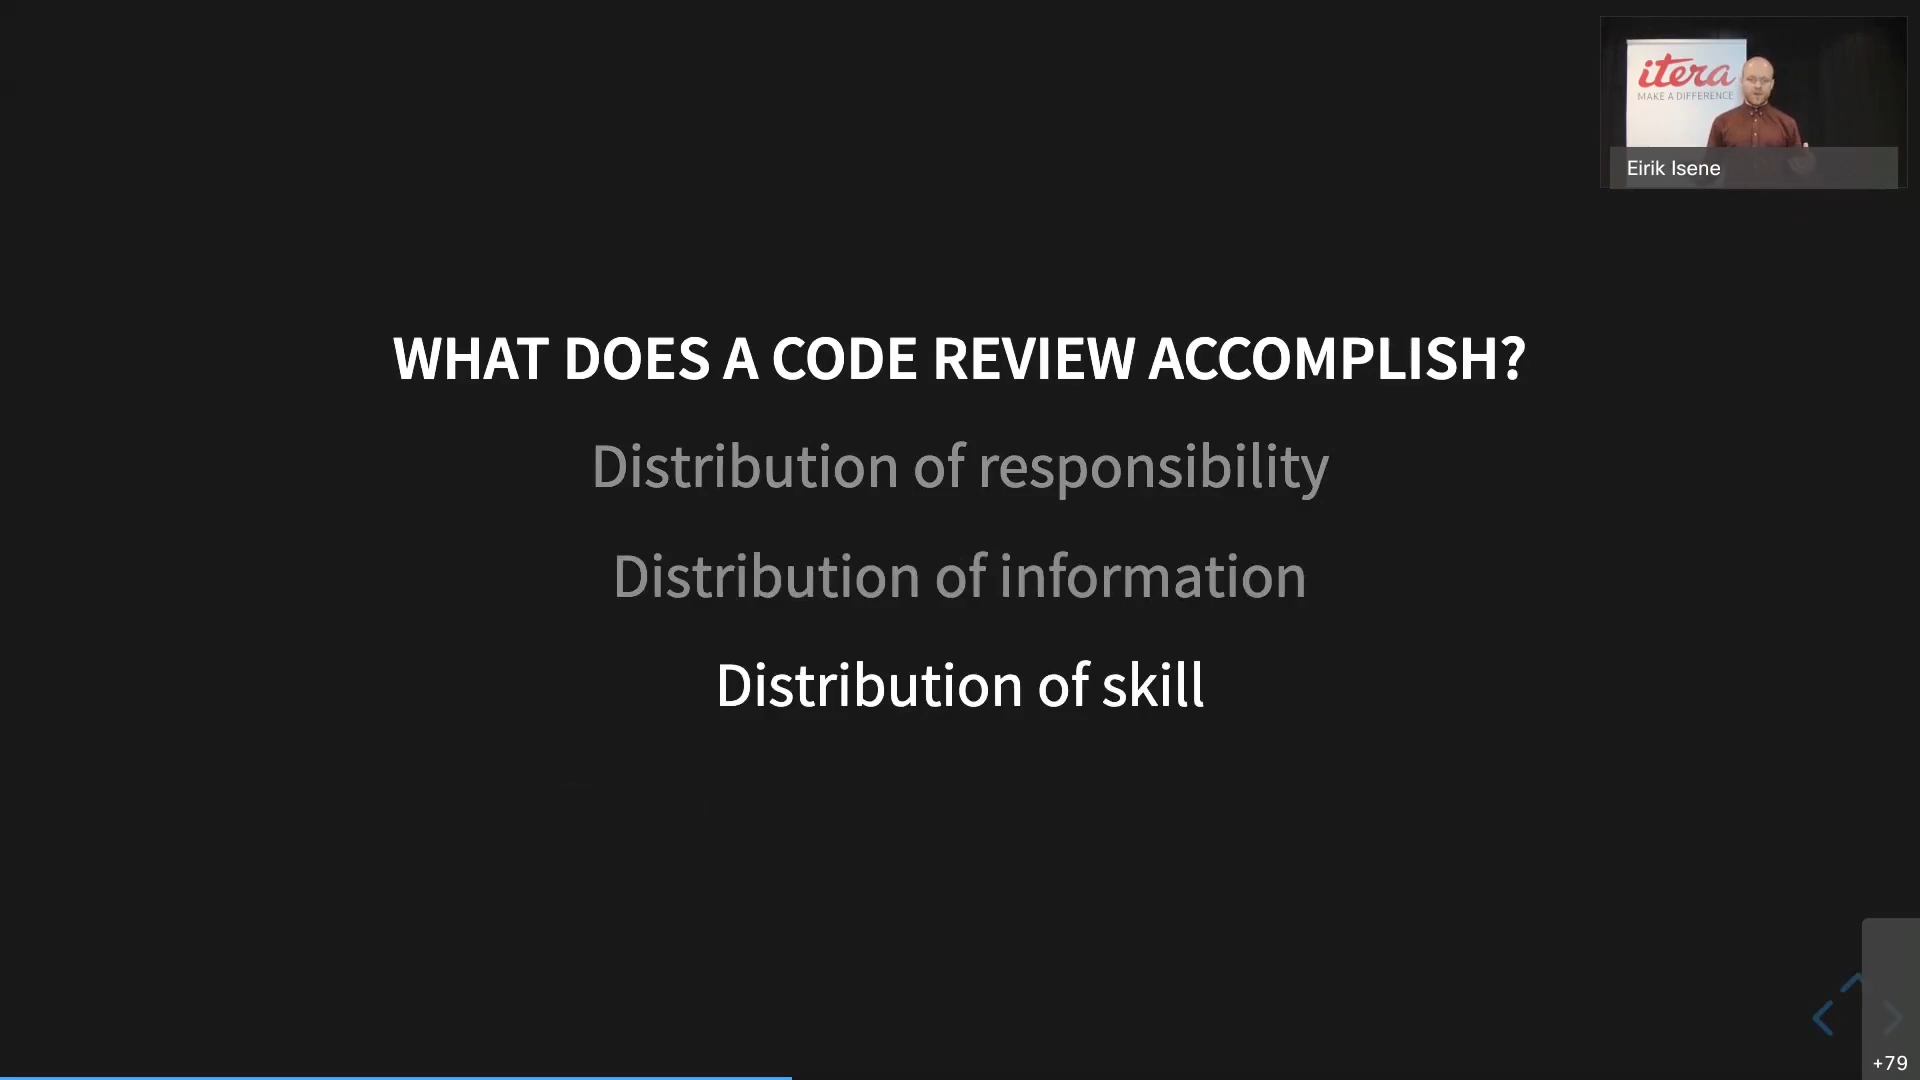 itera
MAKE A DIFFERENCE
Eirik Isene
WHAT DOES A CODE REVIEW ACCOMPLISH?
Distribution of responsibility
Distribution of information
Distribution of skill
+79